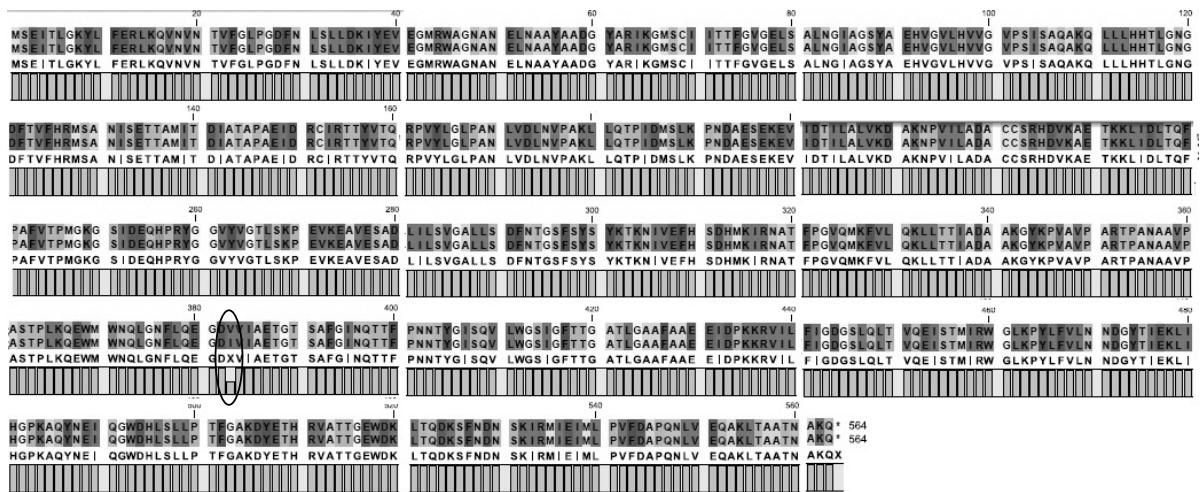 20 40 60 80 100 120
MSEITLGKYL FERLKQVNVN TVFGLPGDFN LSLLDKIYEV EGMRWAGNAN ELNAAYAADG YARIKGMSCI ITTFGVGELS ALNGIAGSYA EHVGVLHVVG VPSISAQAKQ LLLHHTLGNG
MSEITLGKYL FERLKQVNVN TVFGLPGDFN LSLLDKIYEV EGMRWAGNAN ELNAAYAADG YARIKGMSCI ITTFGVGELS ALNGIAGSYA EHVGVLHVVG VPSISAQAKQ LLLHHTLGNG
MSEITLGKYL FERLKQVNVN TVFGLPGDFN LSLLDKIYEV EGMRWAGNAN ELNAAYAADG YARIKGMSCI ITTFGVGELS ALNGIAGSYA EHVGVLHVVG VPSISAQAKQ LLLHHTLGNG
140 160
DFTVFHRMSA NISETTAMIT DIATAPAEID RCIRTTYVTQ RPVYLGLPAN LVDLNVPAKL LQTPIDMSLK PNDAESEKEV IDTILALVKD AKNPVILADA CCSRHDVKAE TKKLIDLTQF
DFTVFHRMSA NISETTAMIT DIATAPAEID RCIRTTYVTQ RPVYLGLPAN LVDLNVPAKL LQTPIDMSLK PNDAESEKEV IDTILALVKD AKNPVILADA CCSRHDVKAE TKKLIDLTQF
DFTVFHRMSA NISETTAMIT DIATAPAEID RCIRTTYVTQ RPVYLGLPAN LVDLNVPAKL LQTPIDMSLK PNDAESEKEV IDTILALVKD AKNPVILADA CCSRHDVKAE TKKLIDLTQF
260 280 300 320 340 360
PAFVTPMGKG SIDEQHPRYG GVYVGTLSKP EVKEAVESAD LILSVGALLS DFNTGSFSYS YKTKNIVEFH SDHMKIRNAT FPGVQMKFVL QKLLTTIADA AKGYKPVAVP ARTPANAAVP
PAFVTPMGKG SIDEQHPRYG GVYVGTLSKP EVKEAVESAD LILSVGALLS DFNTGSFSYS YKTKNIVEFH SDHMKIRNAT FPGVQMKFVL QKLLTTIADA AKGYKPVAVP ARTPANAAVP
PAFVTPMGKG SIDEQHPRYG GVYVGTLSKP EVKEAVESAD LILSVGALLS DFNTGSFSYS YKTKNIVEFH SDHMKIRNAT FPGVQMKFVL QKLLTTIADA AKGYKPVAVP ARTPANAAVP
380 400 420 440 460 480
ASTPLKQEWM WNQLGNFLQE GDVVIAETGT SAFGINQTTF PNNTYGISQV LWGSIGFTTG ATLGAAFAAE EIDPKKRVIL FIGDGSLQLT VQEISTMIRW GLKPYLFVLN NDGYTIEKLI
ASTPLKQEWM WNQLGNFLQE GDIVIAETGT SAFGINQTTF PNNTYGISQV LWGSIGFTTG ATLGAAFAAE EIDPKKRVIL FIGDGSLQLT VQEISTMIRW GLKPYLFVLN NDGYTIEKLI
ASTPLKQEWM WNQLGNFLQE GDXVIAETGT SAFGINQTTF PNNTYGISQV LWGSIGFTTG ATLGAAFAAE EIDPKKRVIL FIGDGSLQLT VQEISTMIRW GLKPYLFVLN NDGYTIEKLI
540 560
HGPKAQYNEI QGWDHLSLLP TFGAKDYETH RVATTGEWDK LTQDKSFNDN SKIRMIEIML PVFDAPQNLV EQAKLTAATN AKQ* 564
HGPKAQYNEI QGWDHLSLLP TFGAKDYETH RVATTGEWDK LTQDKSFNDN SKIRMIEIML PVFDAPQNLV EQAKLTAATN AKQ* 564
HGPKAQYNEI QGWDHLSLLP TFGAKDYETH RVATTGEWDK LTQDKSFNDN SKIRMIEIML PVFDAPQNLV EQAKLTAATN AKQX